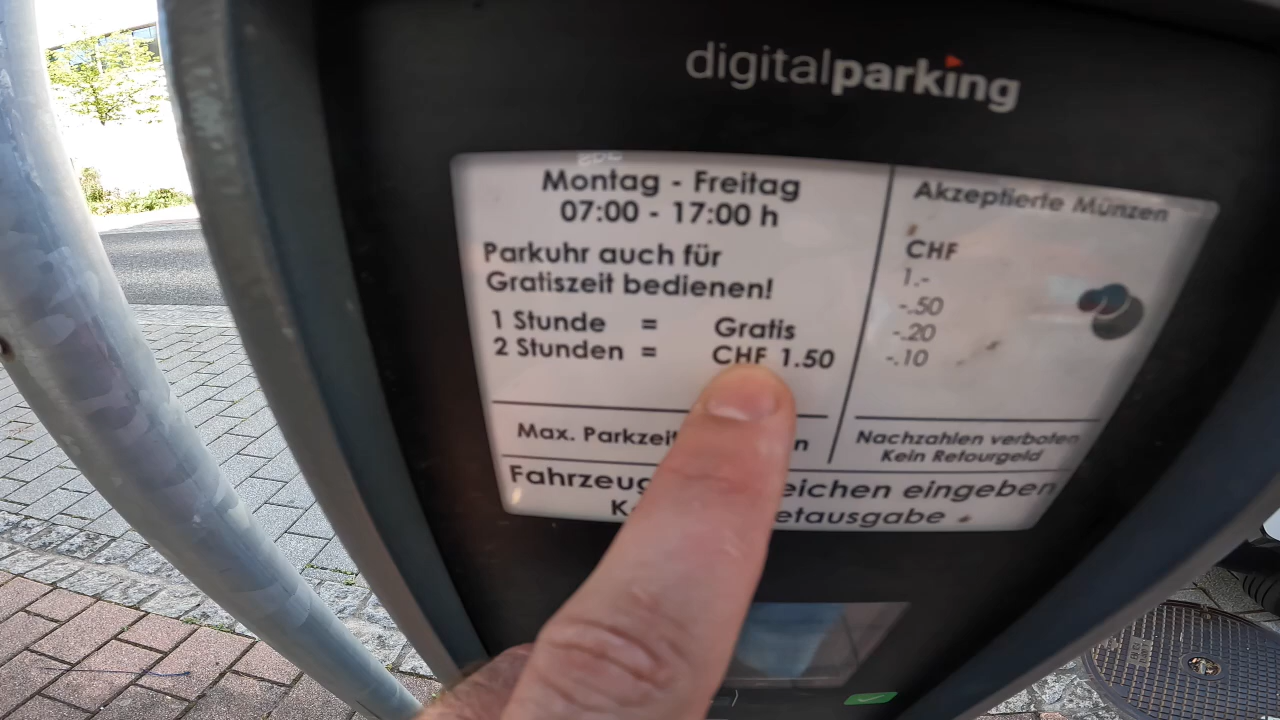 digitalparking
Montag - Freitag
07:00 - 17:00 h
Parkuhr auch für
Gratiszeit bedienen!
1 Stunde = Gratis
2 Stunden = CHF 1.50
Max. Parkzeit
Akzeptierte Münzen
CHF
1.-
-.50
-.20
-.10
Nachzahlen verboten
Kein Retourgeld
eingeben